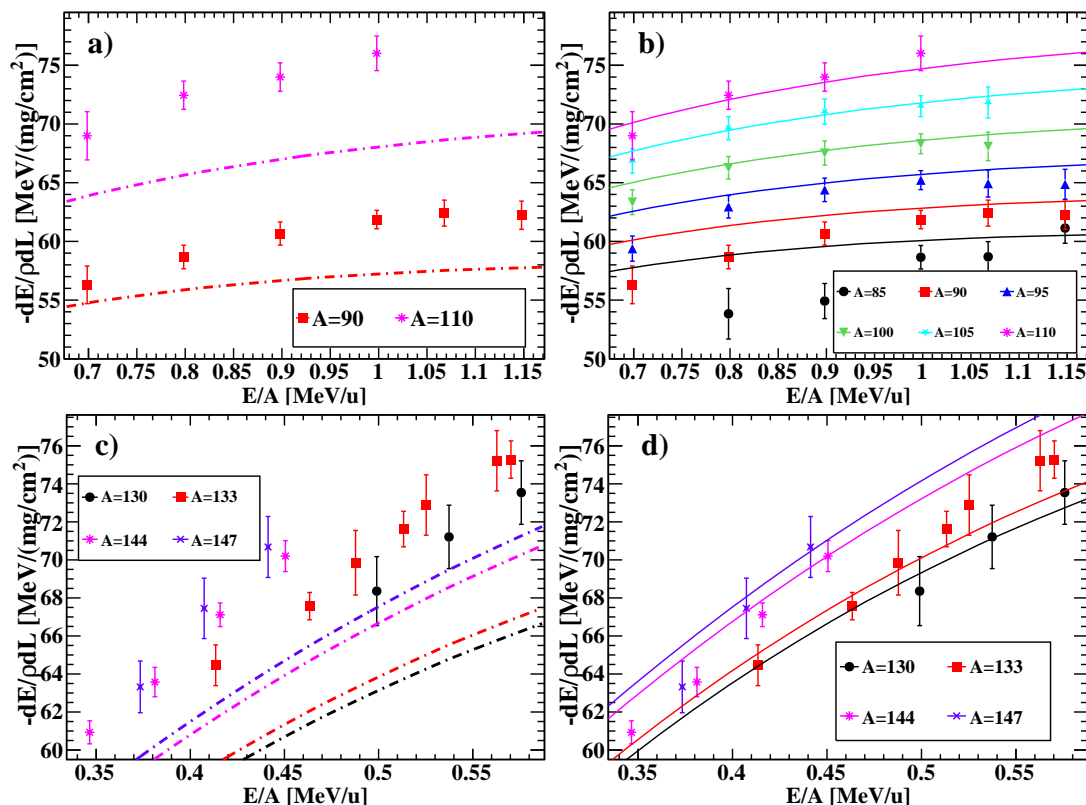 a)
75
70
65
60
55
50
-dE/ρdL [MeV/(mg/cm²)]
A=90 A=110
0.7 0.75 0.8 0.85 0.9 0.95 1 1.05 1.1 1.15
E/A [MeV/u]
b)
75
70
65
60
55
50
-dE/ρdL [MeV/(mg/cm²)]
A=85 A=90 A=95
A=100 A=105 A=110
0.7 0.75 0.8 0.85 0.9 0.95 1 1.05 1.1 1.15
E/A [MeV/u]
c)
76
74
72
70
68
66
64
62
60
-dE/ρdL [MeV/(mg/cm²)]
A=130 A=133
A=144 A=147
0.35 0.4 0.45 0.5 0.55
E/A [MeV/u]
d)
76
74
72
70
68
66
64
62
60
-dE/ρdL [MeV/(mg/cm²)]
A=130 A=133
A=144 A=147
0.35 0.4 0.45 0.5 0.55
E/A [MeV/u]